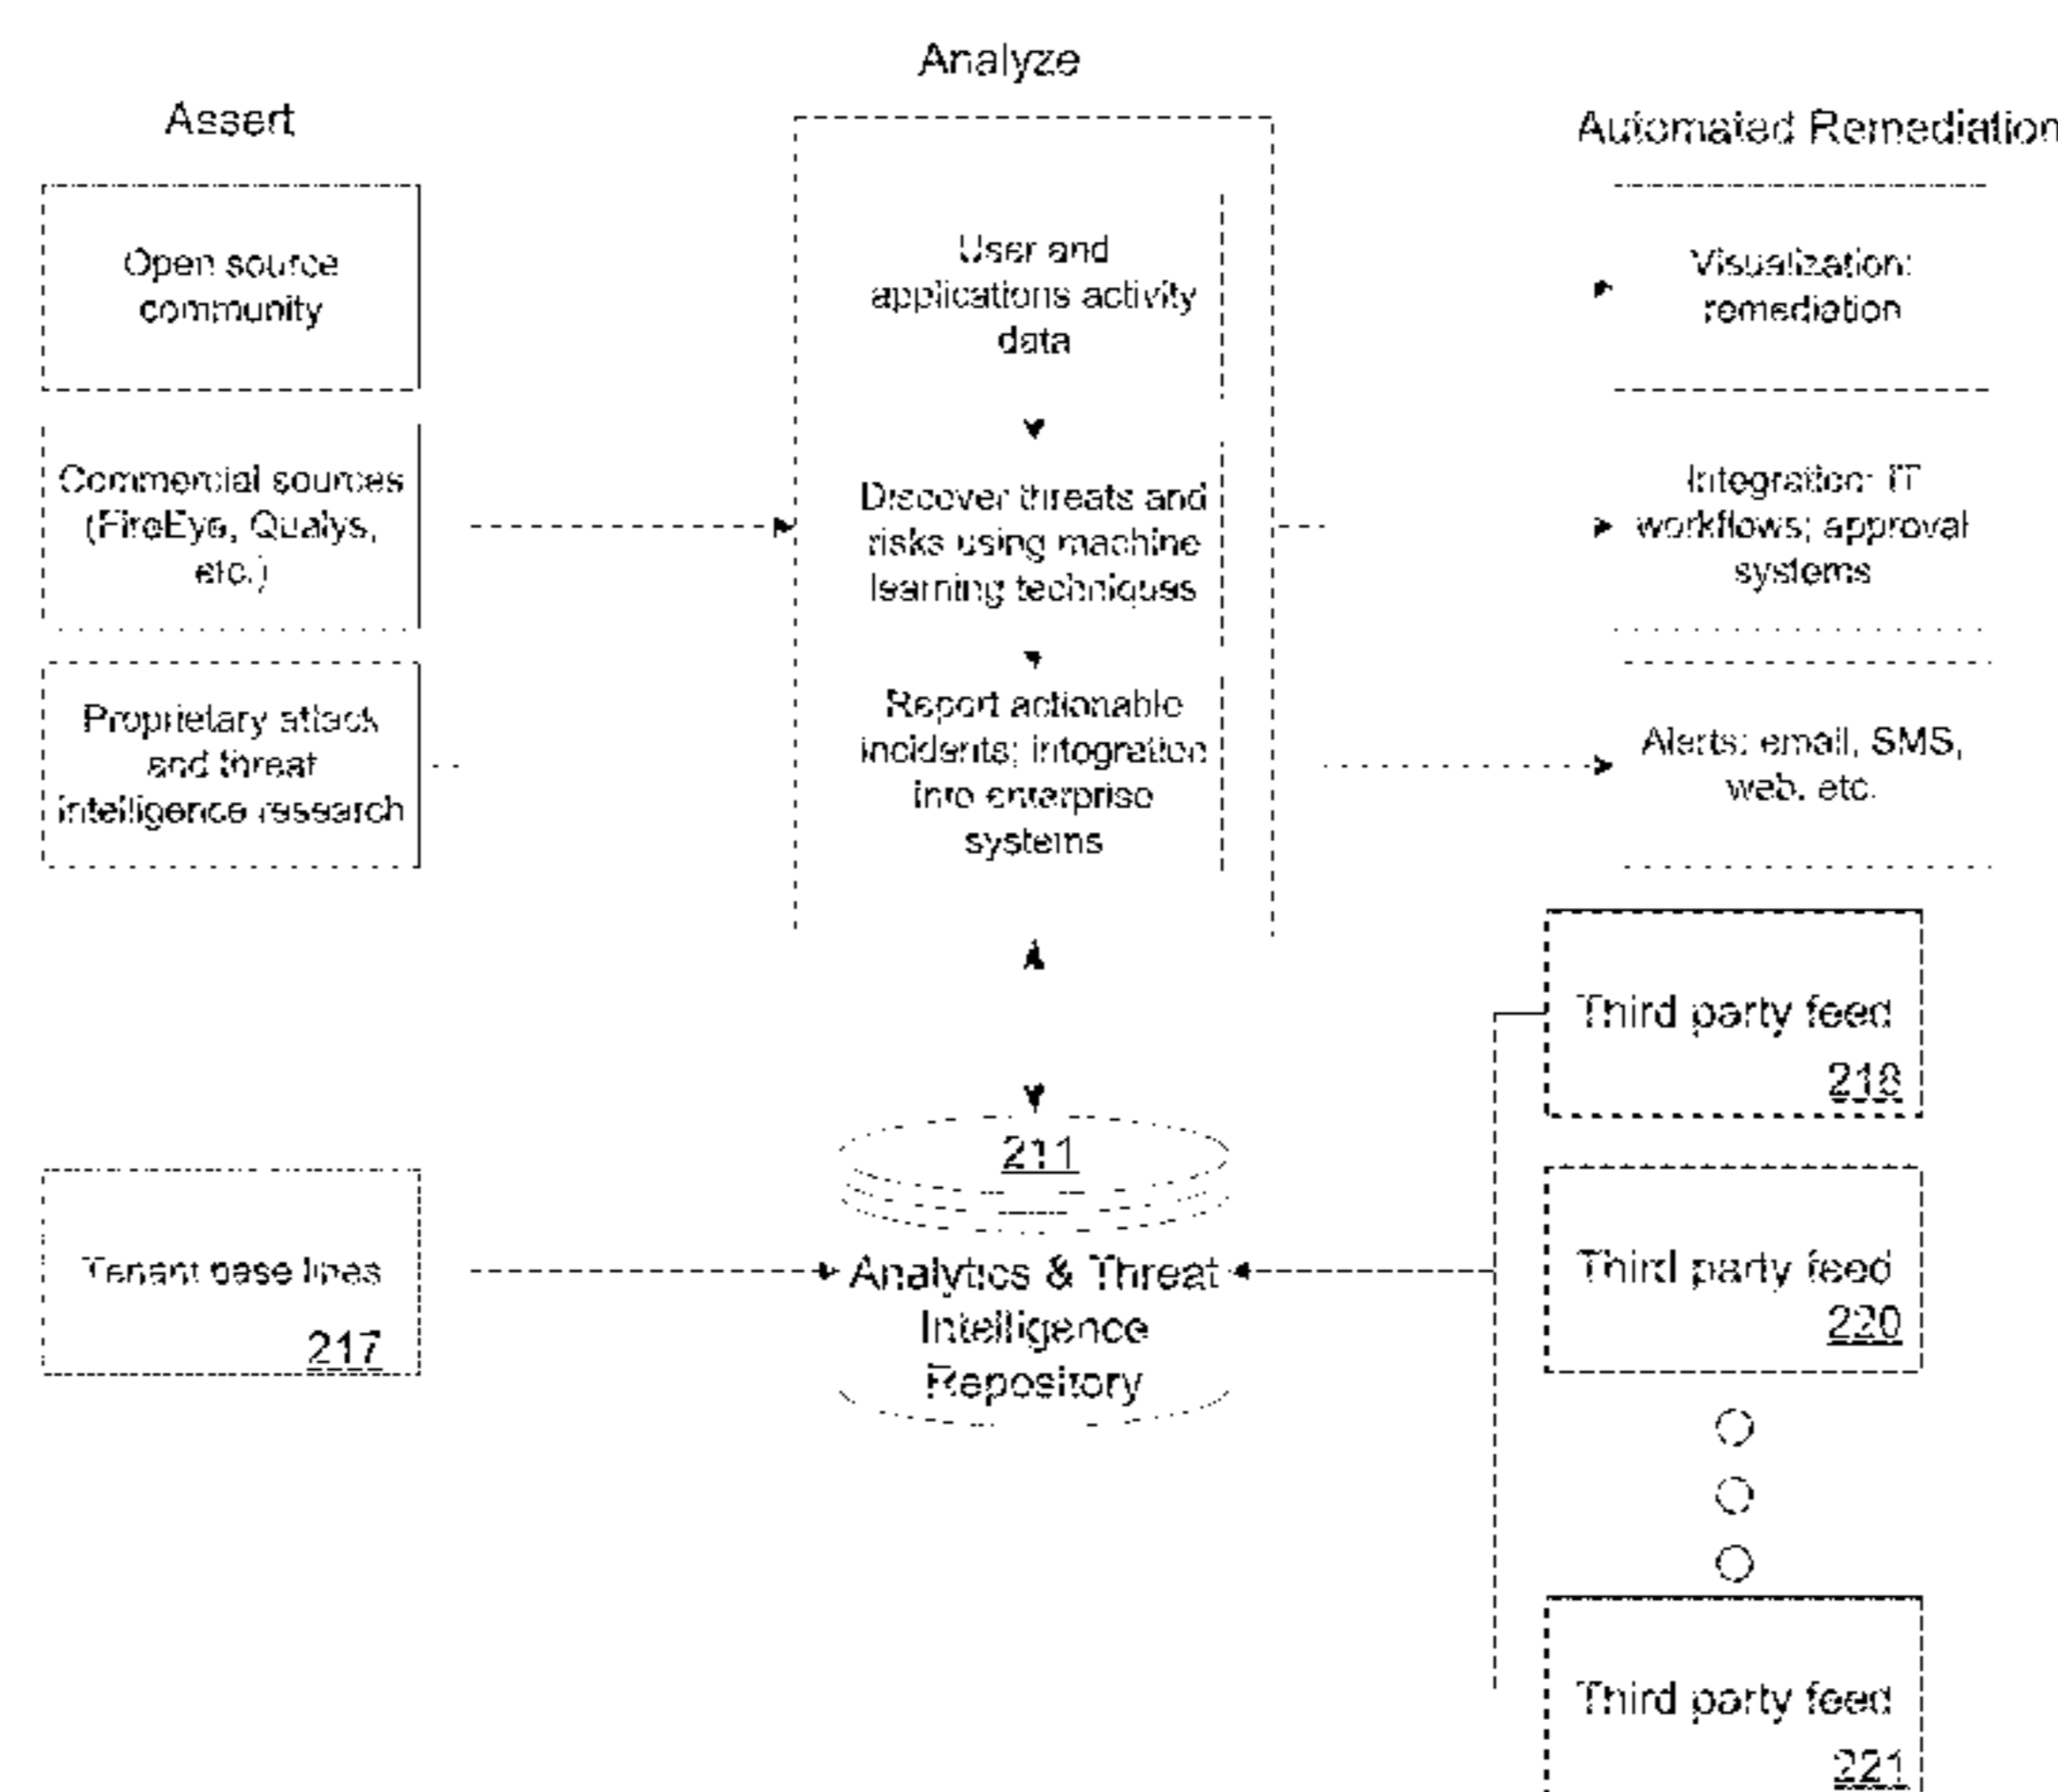 Analyze
Assert
Automated Remediation
Open source
community
Commercial sources
(FireEye, Qualys,
etc.)
Proprietary attack
and threat
intelligence research
User and
applications activity
data
Discover threats and
risks using machine
learning techniques
Report actionable
incidents; integration
into enterprise
systems
Visualization:
remediation
Integration: IT
workflows; approval
systems
Alerts: email, SMS,
web, etc.
Third party feed
218
211
Tenant base lines
217
Analytics & Threat
Intelligence
Repository
Third party feed
220
Third party feed
221